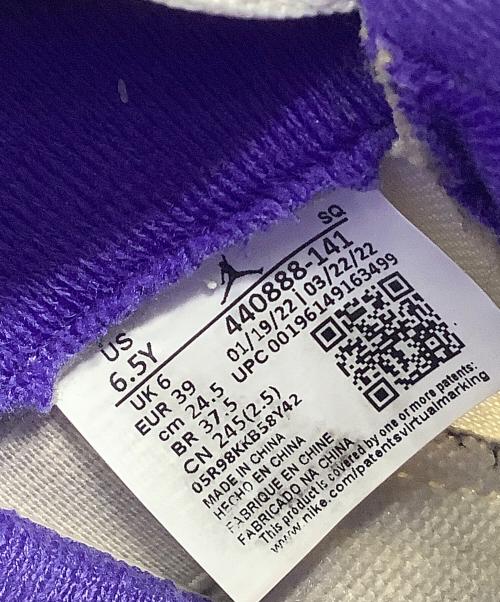 SQ
US
6.5Y
440888-141
UK 6
01/19/22 | 03/22/22
EUR 39
UPC 00196149163499
cm 24.5
BR 37.5
CN 245(2.5)
05R98KKB58Y42
MADE IN CHINA
HECHO EN CHINA
FABRIQUE EN CHINE
FABRICADO NA CHINA
This product is covered by one or more patents:
www.nike.com/patentsvirtualmarking